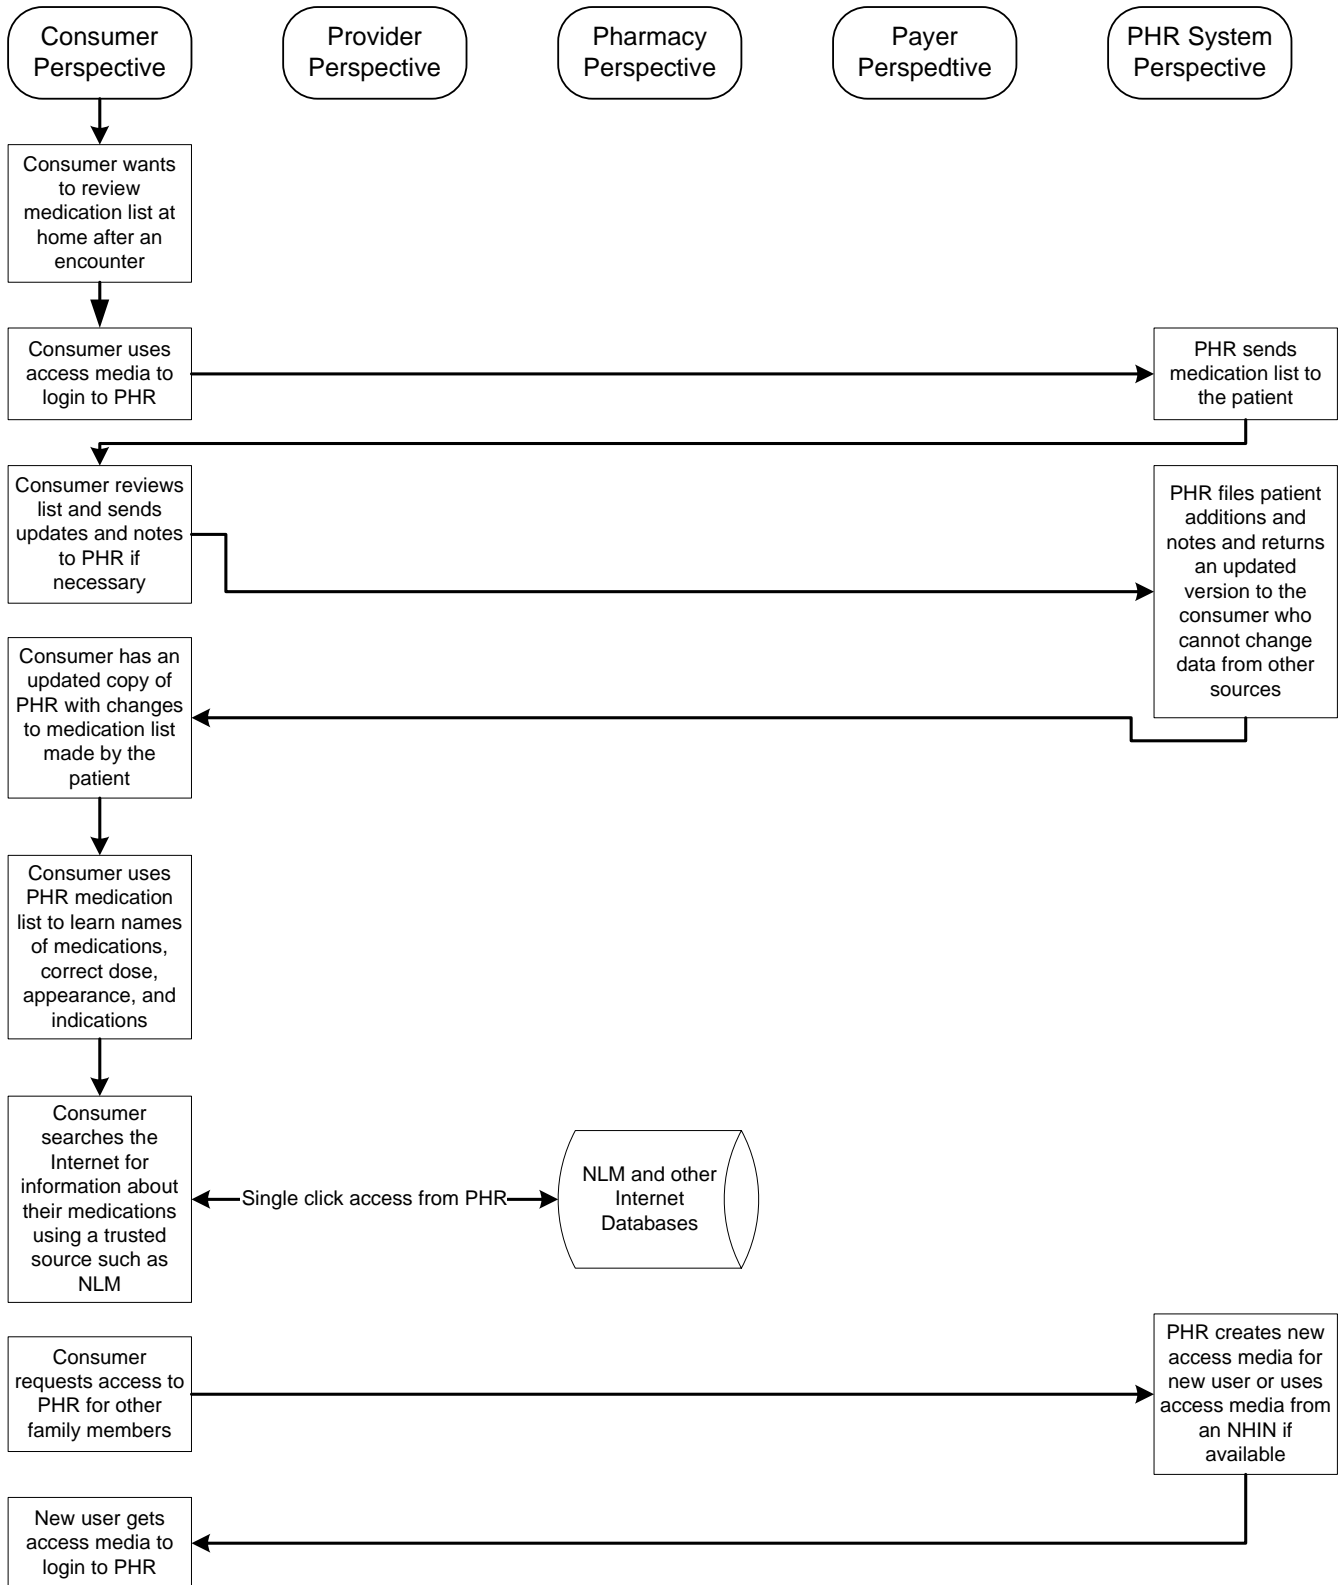 Consumer
Perspective
Provider
Perspective
Pharmacy
Perspective
Payer
Perspedtive
PHR System
Perspective
Consumer wants
to review
medication list at
home after an
encounter
Consumer uses
access media to
login to PHR
PHR sends
medication list to
the patient
Consumer reviews
list and sends
updates and notes
to PHR if
necessary
PHR files patient
additions and
notes and returns
an updated
version to the
consumer who
cannot change
data from other
sources
Consumer has an
updated copy of
PHR with changes
to medication list
made by the
patient
Consumer uses
PHR medication
list to learn names
of medications,
correct dose,
appearance, and
indications
Consumer
searches the
Internet for
information about
their medications
using a trusted
source such as
NLM
Single click access from PHR
NLM and other
Internet
Databases
Consumer
requests access to
PHR for other
family members
PHR creates new
access media for
new user or uses
access media from
an NHIN if
available
New user gets
access media to
login to PHR